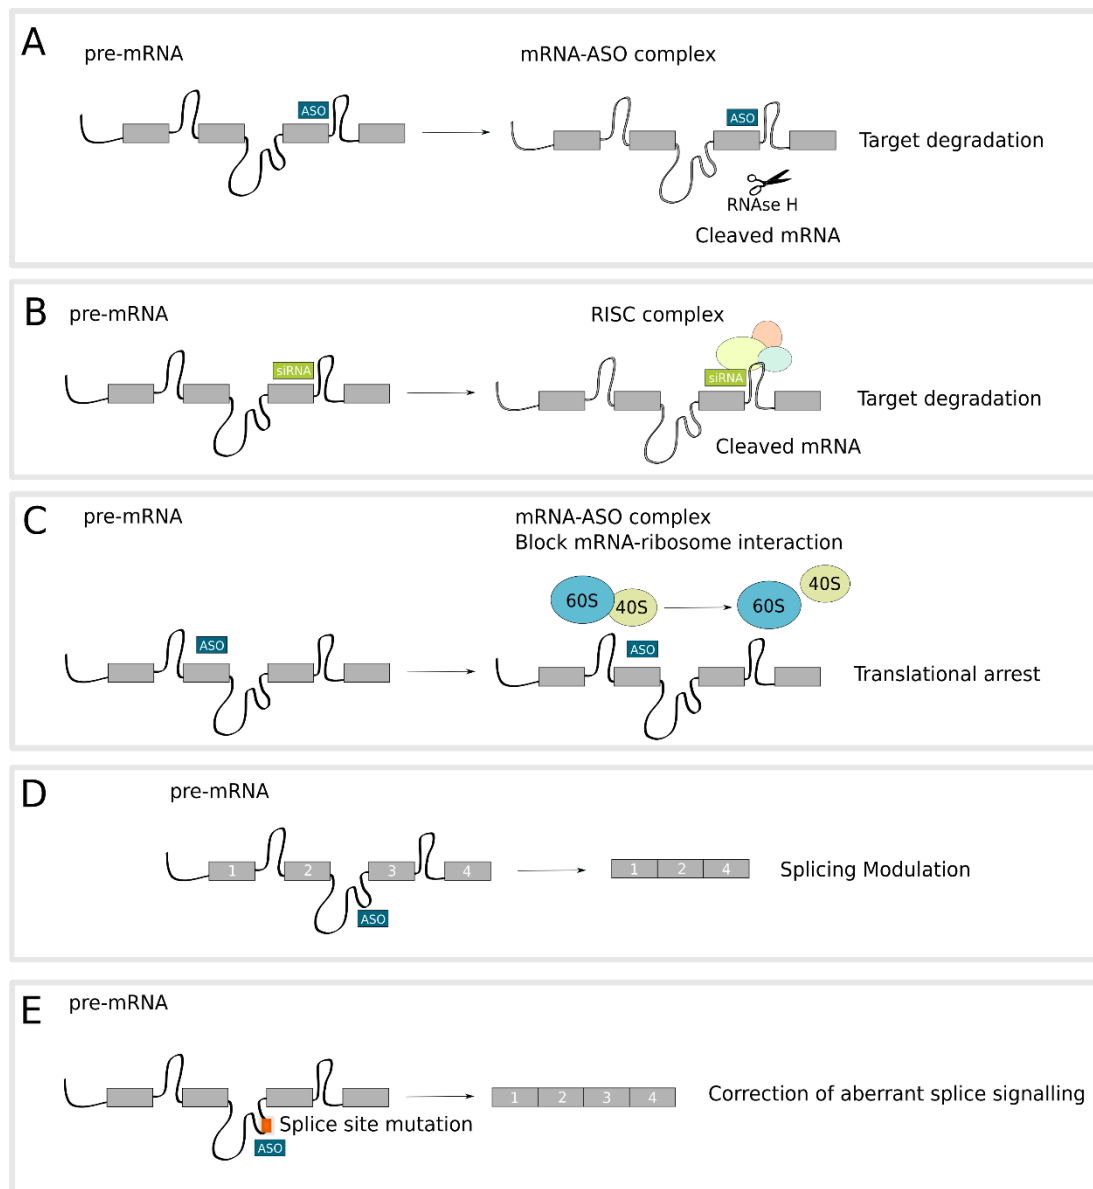 A
pre-mRNA
mRNA-ASO complex
ASO
ASO
Target degradation
RNAse H
Cleaved mRNA
B
pre-mRNA
RISC complex
siRNA
siRNA
Target degradation
Cleaved mRNA
C
pre-mRNA
mRNA-ASO complex
Block mRNA-ribosome interaction
60S
40S
60S
40S
ASO
ASO
Translational arrest
D
pre-mRNA
1 2 3 4
ASO
1 2 4
Splicing Modulation
E
pre-mRNA
Splice site mutation
ASO
1 2 3 4
Correction of aberrant splice signalling